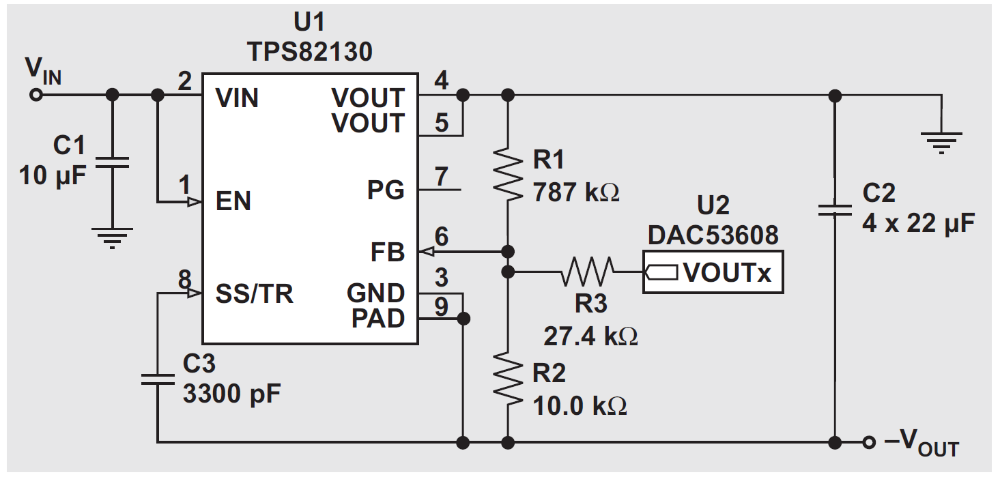 U1
TPS82130
VIN
2
VIN
VOUT
4
VOUT
5
C1
10 µF
1
EN
PG
7
R1
787 kΩ
U2
DAC53608
VOUTx
C2
4 x 22 µF
FB
6
8
SS/TR
GND
3
PAD
9
R3
27.4 kΩ
C3
3300 pF
R2
10.0 kΩ
–VOUT